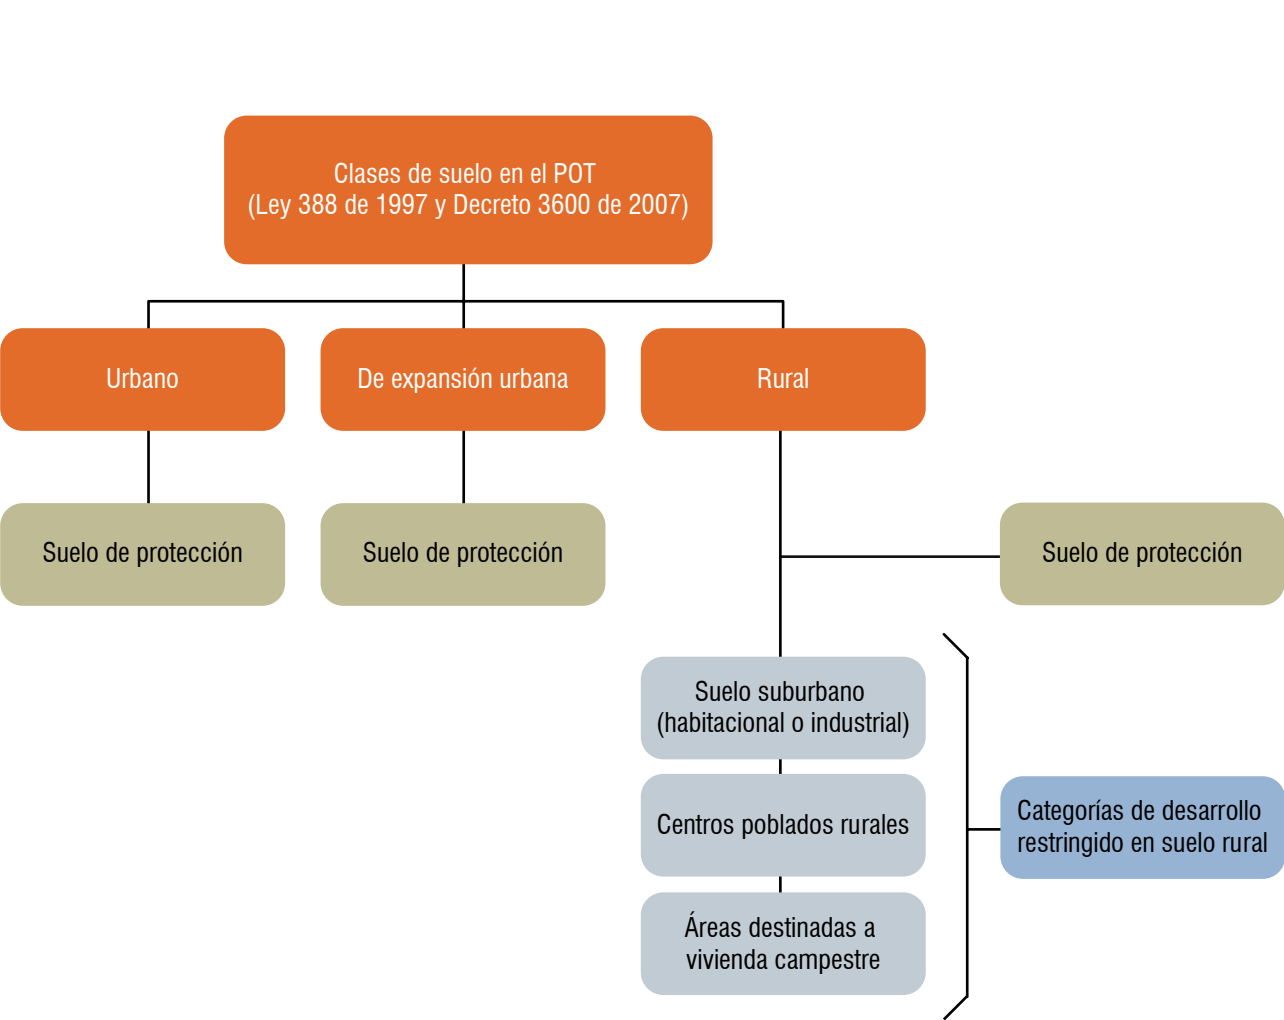 Clases de suelo en el POT
(Ley 388 de 1997 y Decreto 3600 de 2007)
Urbano
De expansión urbana
Rural
Suelo de protección
Suelo de protección
Suelo de protección
Suelo suburbano
(habitacional o industrial)
Centros poblados rurales
Áreas destinadas a
vivienda campestre
Categorías de desarrollo
restringido en suelo rural